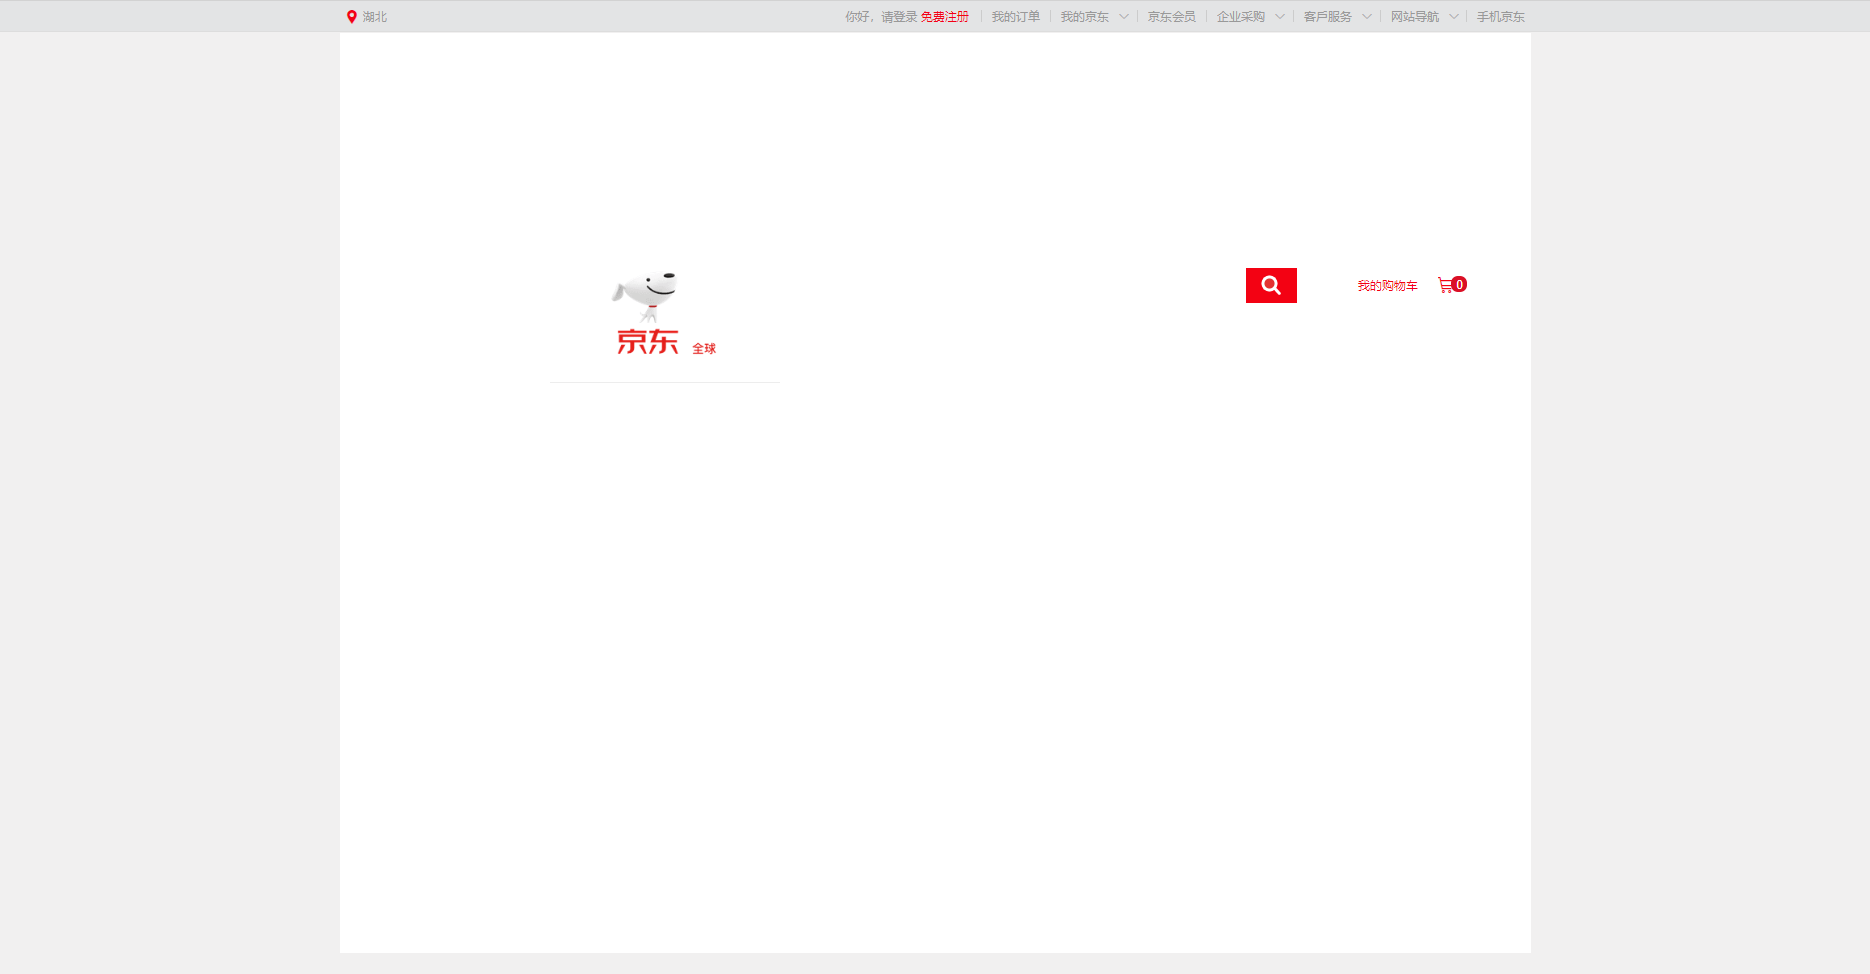 湖北 你好，请登录 免费注册 我的订单 我的京东 京东会员 企业采购 客户服务 网站导航 手机京东
我的购物车 0
京东 全球